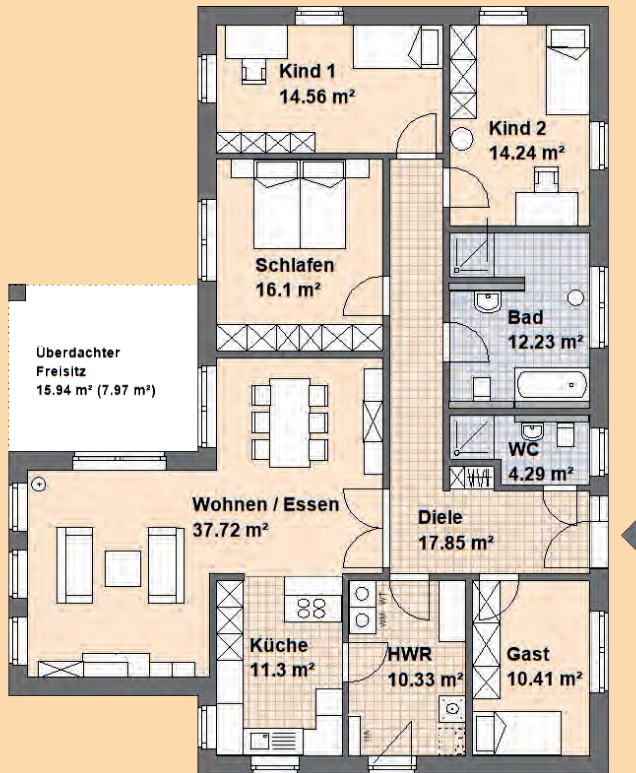 Kind 1
14.56 m²
Kind 2
14.24 m²
Schlafen
16.1 m²
Bad
12.23 m²
Überdachter
Freisitz
15.94 m² (7.97 m²)
WC
4.29 m²
Wohnen / Essen
37.72 m²
Diele
17.85 m²
WT
WM
Küche
11.3 m²
HWR
10.33 m²
Gast
10.41 m²